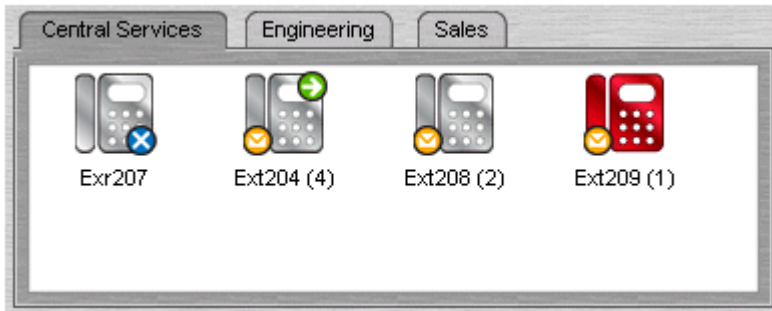 Central Services Engineering Sales
Exr207 Ext204 (4) Ext208 (2) Ext209 (1)